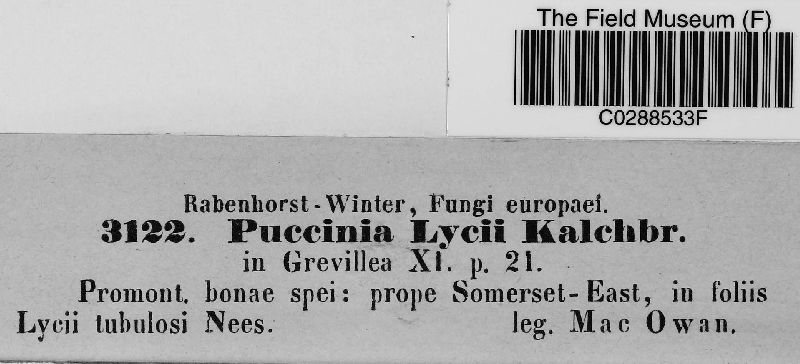 The Field Museum (F)
C0288533F
Rabenhorst-Winter, Fungi europaei.
3122. Puccinia Lycii Kalchbr.
in Grevillea XI. p. 21.
Promont. bonae spei: prope Somerset-East, in foliis
Lycii tubulosi Nees. leg. Mac Owan.